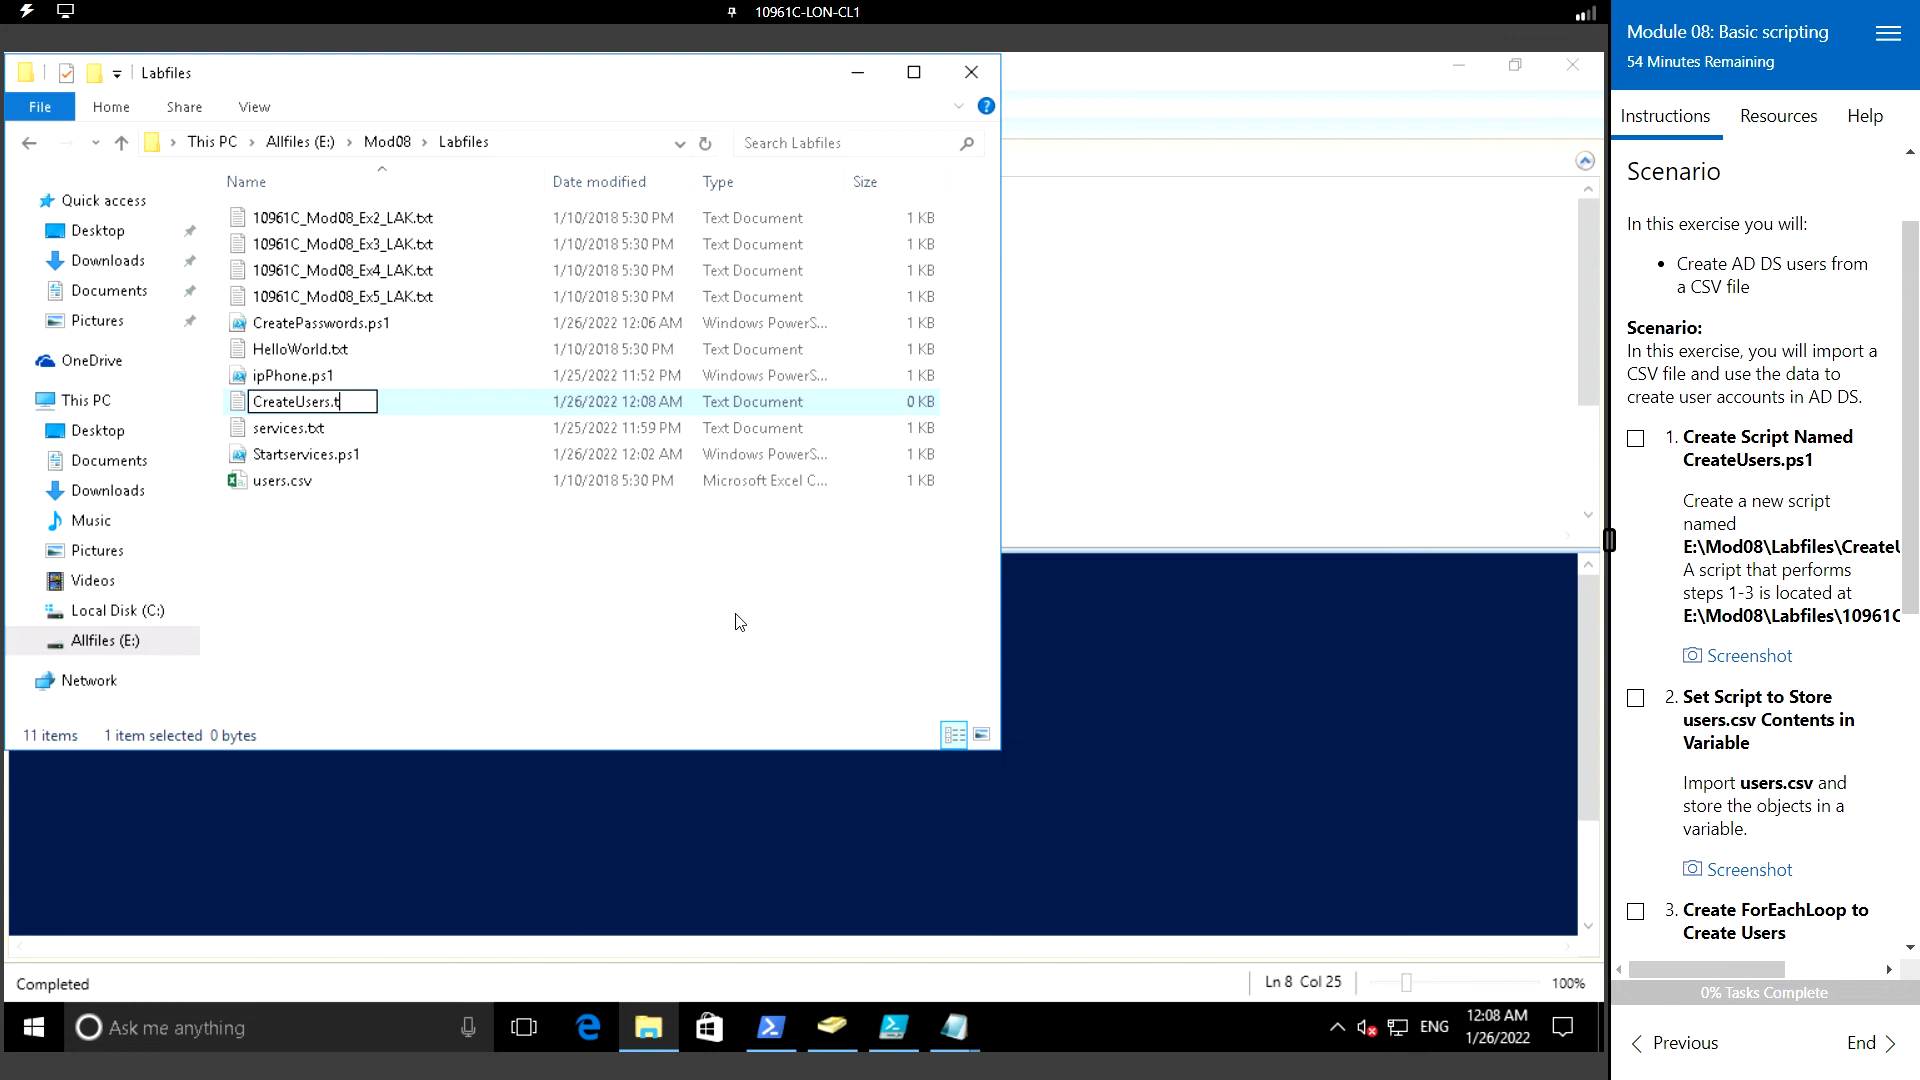 10961C-LON-CL1
Labfiles
File
Home
Share
View
This PC
Allfiles (E:)
Mod08
Labfiles
Search Labfiles
Name
Date modified
Type
Size
Quick access
Desktop
Downloads
Documents
Pictures
OneDrive
This PC
Desktop
Documents
Downloads
Music
Pictures
Videos
Local Disk (C:)
Allfiles (E:)
Network
10961C_Mod08_Ex2_LAK.txt 1/10/2018 5:30 PM Text Document 1 KB
10961C_Mod08_Ex3_LAK.txt 1/10/2018 5:30 PM Text Document 1 KB
10961C_Mod08_Ex4_LAK.txt 1/10/2018 5:30 PM Text Document 1 KB
10961C_Mod08_Ex5_LAK.txt 1/10/2018 5:30 PM Text Document 1 KB
CreatePasswords.ps1 1/26/2022 12:06 AM Windows PowerS... 1 KB
HelloWorld.txt 1/10/2018 5:30 PM Text Document 1 KB
ipPhone.ps1 1/25/2022 11:52 PM Windows PowerS... 1 KB
CreateUsers.t 1/26/2022 12:08 AM Text Document 0 KB
services.txt 1/25/2022 11:59 PM Text Document 1 KB
Startservices.ps1 1/26/2022 12:02 AM Windows PowerS... 1 KB
users.csv 1/10/2018 5:30 PM Microsoft Excel C... 1 KB
11 items 1 item selected 0 bytes
Completed
Ln 8 Col 25
100%
Ask me anything
ENG
12:08 AM
1/26/2022
Module 08: Basic scripting
54 Minutes Remaining
Instructions
Resources
Help
Scenario
In this exercise you will:
• Create AD DS users from
a CSV file
Scenario:
In this exercise, you will import a
CSV file and use the data to
create user accounts in AD DS.
1. Create Script Named
CreateUsers.ps1
Create a new script
named
E:\Mod08\Labfiles\CreateU
A script that performs
steps 1-3 is located at
E:\Mod08\Labfiles\10961C
Screenshot
2. Set Script to Store
users.csv Contents in
Variable
Import users.csv and
store the objects in a
variable.
Screenshot
3. Create ForEachLoop to
Create Users
0% Tasks Complete
Previous
End